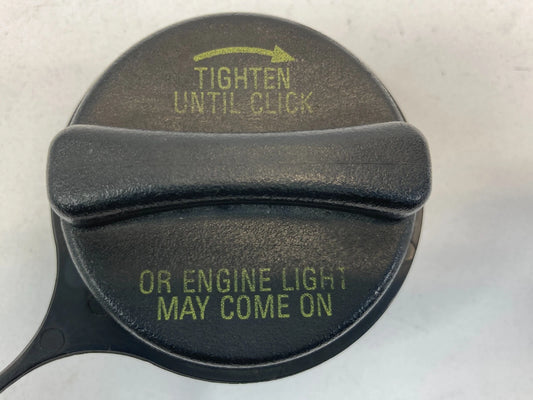 TIGHTEN
UNTIL CLICK
OR ENGINE LIGHT
MAY COME ON